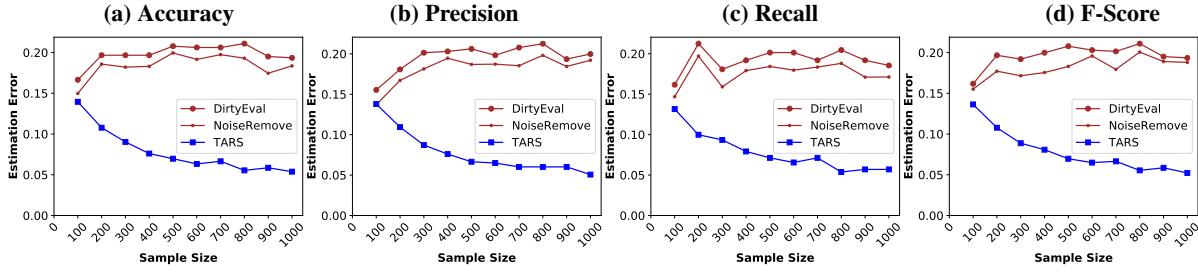 (a) Accuracy
Estimation Error
0.20
0.15
0.10
0.05
0.00
DirtyEval
NoiseRemove
TARS
0 100 200 300 400 500 600 700 800 900 1000
Sample Size
(b) Precision
Estimation Error
0.20
0.15
0.10
0.05
0.00
DirtyEval
NoiseRemove
TARS
0 100 200 300 400 500 600 700 800 900 1000
Sample Size
(c) Recall
Estimation Error
0.20
0.15
0.10
0.05
0.00
DirtyEval
NoiseRemove
TARS
0 100 200 300 400 500 600 700 800 900 1000
Sample Size
(d) F-Score
Estimation Error
0.20
0.15
0.10
0.05
0.00
DirtyEval
NoiseRemove
TARS
0 100 200 300 400 500 600 700 800 900 1000
Sample Size